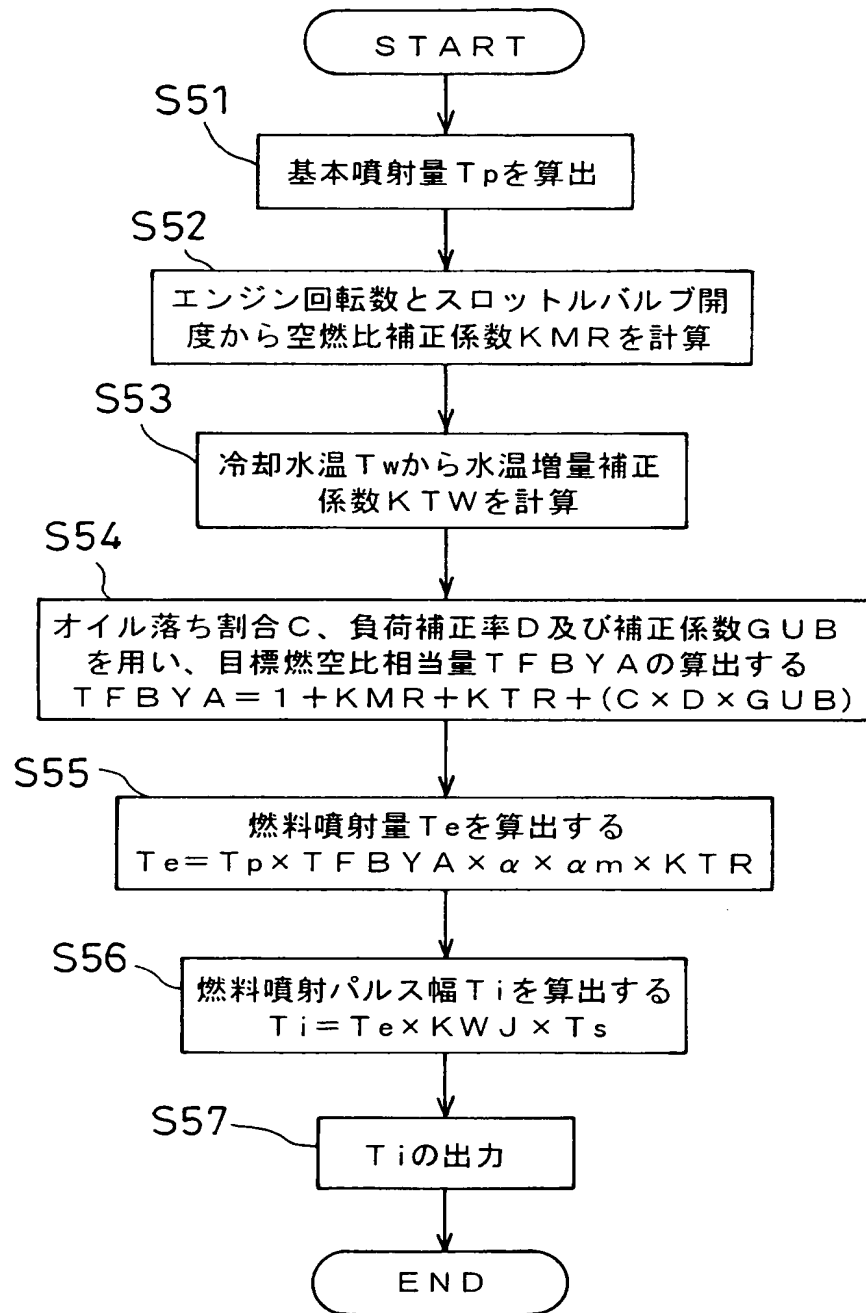 START
S51
基本噴射量Tpを算出
S52
エンジン回転数とスロットルバルブ開
度から空燃比補正係数KMRを計算
S53
冷却水温Twから水温増量補正
係数KTWを計算
S54
オイル落ち割合C、負荷補正率D及び補正係数GUB
を用い、目標燃空比相当量TFBYAの算出する
TFBYA=1+KMR+KTR+(C×D×GUB)
S55
燃料噴射量Teを算出する
Te=Tp×TFBYA×α×αm×KTR
S56
燃料噴射パルス幅Tiを算出する
Ti=Te×KWJ×Ts
S57
Tiの出力
END